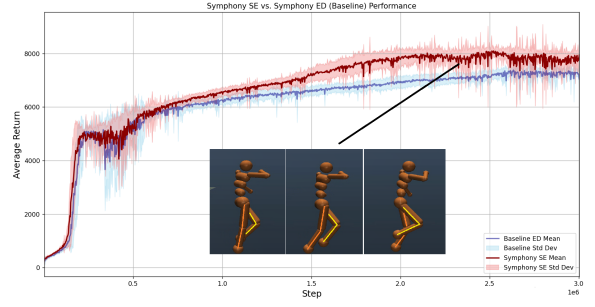 Symphony SE vs. Symphony ED (Baseline) Performance
Average Return
8000
6000
4000
2000
0
0.5
1.0
1.5
2.0
2.5
3.0
1e6
Step
Baseline ED Mean
Baseline Std Dev
Symphony SE Mean
Symphony SE Std Dev